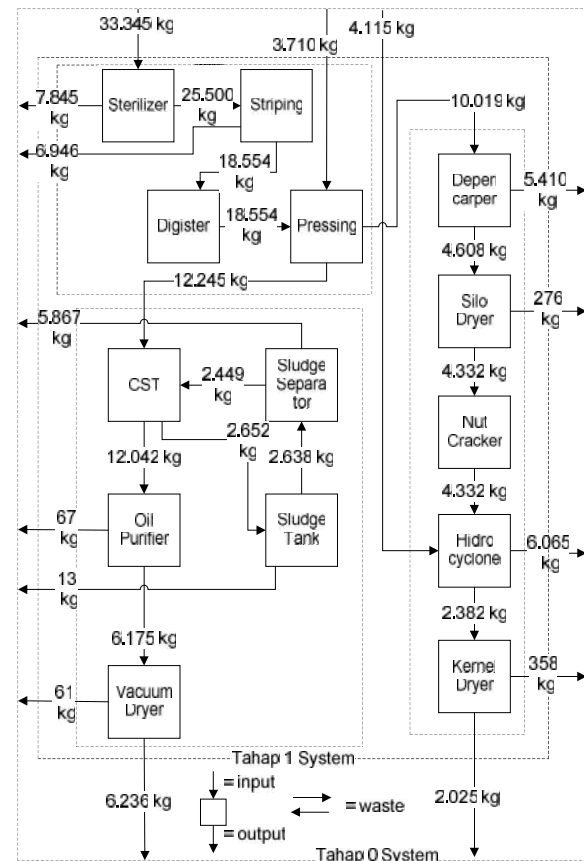 33.345 kg
3.710 kg
4.115 kg
7.845
kg
Sterilizer
25.500
kg
Striping
10.019 kg
6.946
kg
18.554
kg
Depen
carper
5.410
kg
Digister
18.554
kg
Pressing
4.608 kg
12.245 kg
Silo
Dryer
276
kg
5.867
kg
CST
2.449
kg
Sludge
Separa
tor
4.332 kg
Nut
Cracker
2.652
kg
2.638 kg
12.042 kg
4.332 kg
67
kg
Oil
Purifier
Sludge
Tank
Hidro
cyclone
6.065
kg
13
kg
2.382 kg
6.175 kg
61
kg
Vacuum
Dryer
Kernel
Dryer
358
kg
Tahap 1 System
6.236 kg
= input
= waste
2.025 kg
= output
Tahap 0 System